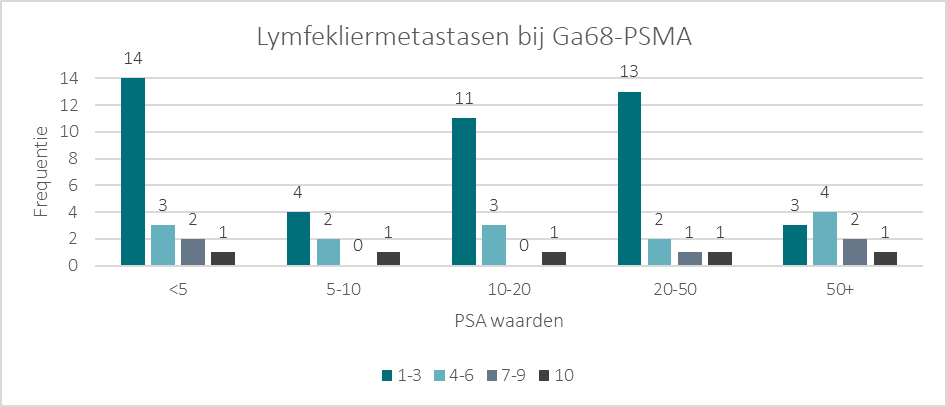 Lymfekliermetastasen bij Ga68-PSMA
Frequentie
14
12
10
8
6
4
2
0
14 3 2 1
4 2 0 1
11 3 0 1
13 2 1 1
3 4 2 1
<5 5-10 10-20 20-50 50+
PSA waarden
1-3 4-6 7-9 10